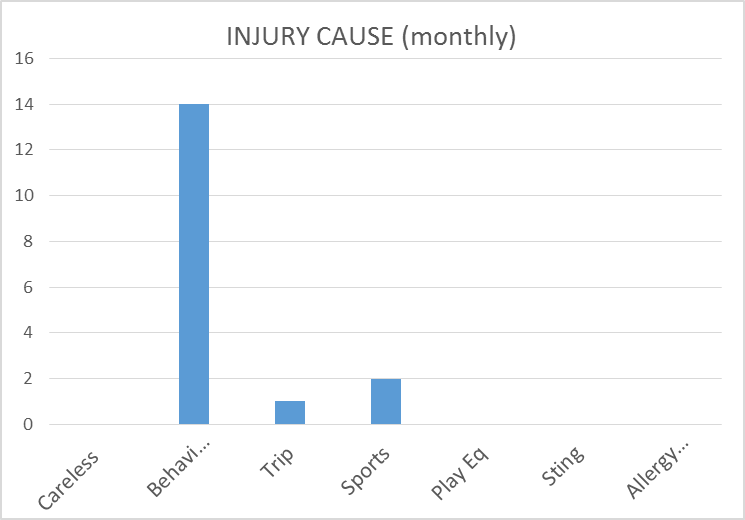 INJURY CAUSE (monthly)
16
14
12
10
8
6
4
2
0
Careless
Behavi...
Trip
Sports
Play Eq
Sting
Allergy...